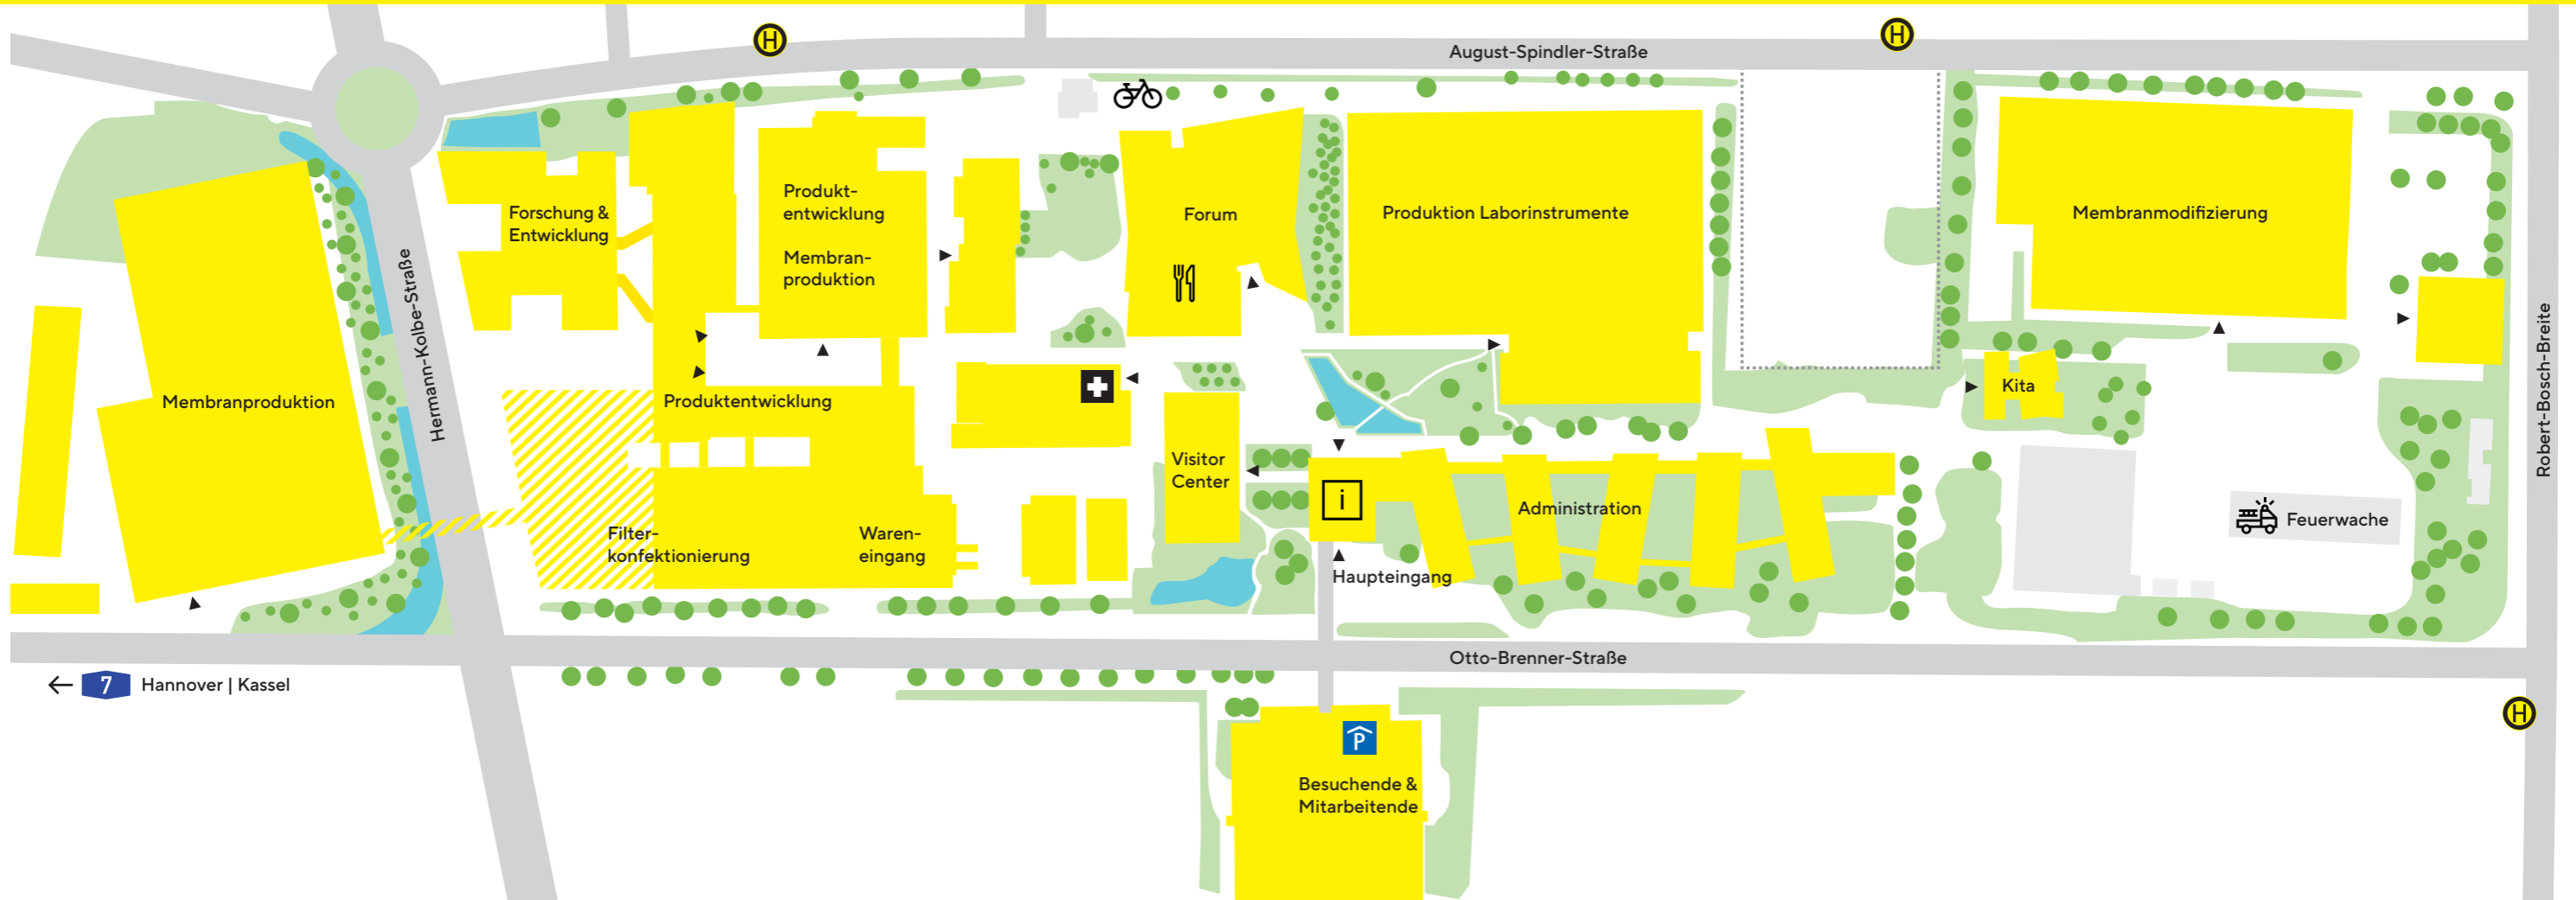 H
H
August-Spindler-Straße
Forschung &
Entwicklung
Produkt-
entwicklung
Membran-
produktion
Forum
Produktion Laborinstrumente
Membranmodifizierung
Hermann-Kolbe-Straße
Robert-Bosch-Breite
Membranproduktion
Produktentwicklung
Kita
Visitor
Center
i
Administration
Feuerwache
Filter-
konfektionierung
Waren-
eingang
Haupteingang
Otto-Brenner-Straße
7 Hannover | Kassel
H
P
Besuchende &
Mitarbeitende